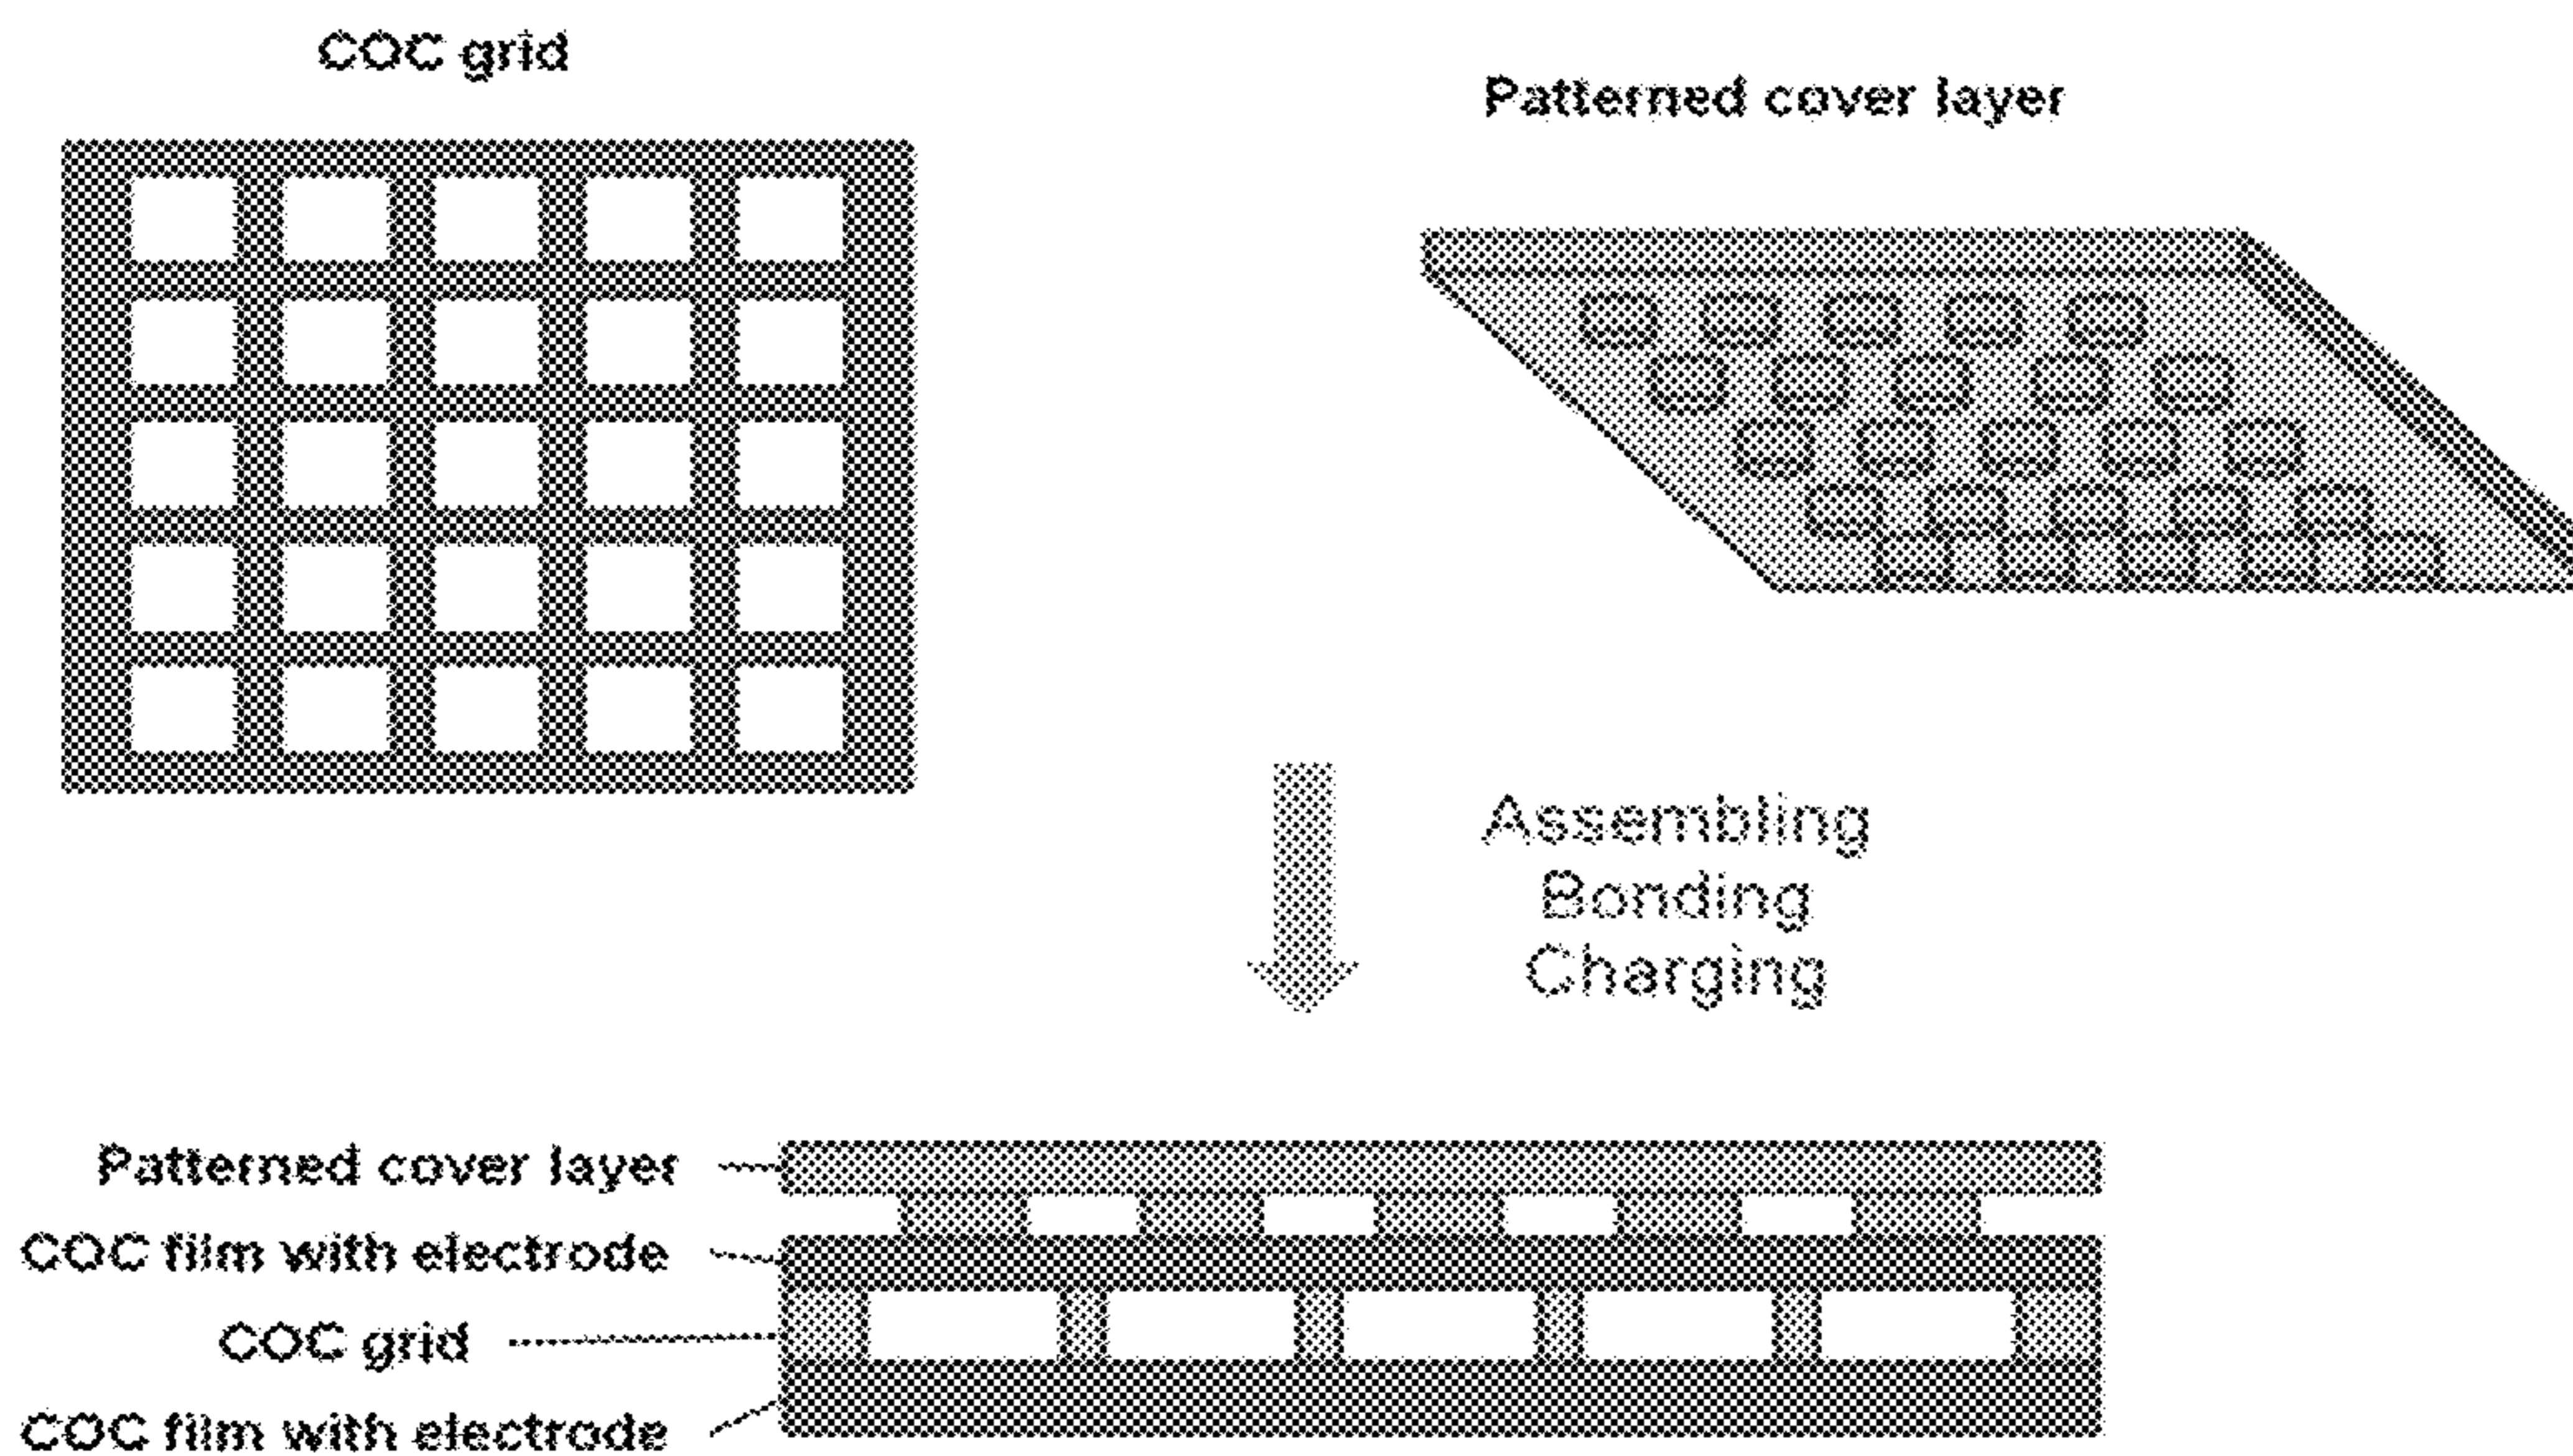 COC grid
Patterned cover layer
Assembling
Bonding
Charging
Patterned cover layer
COC film with electrode
COC grid
COC film with electrode